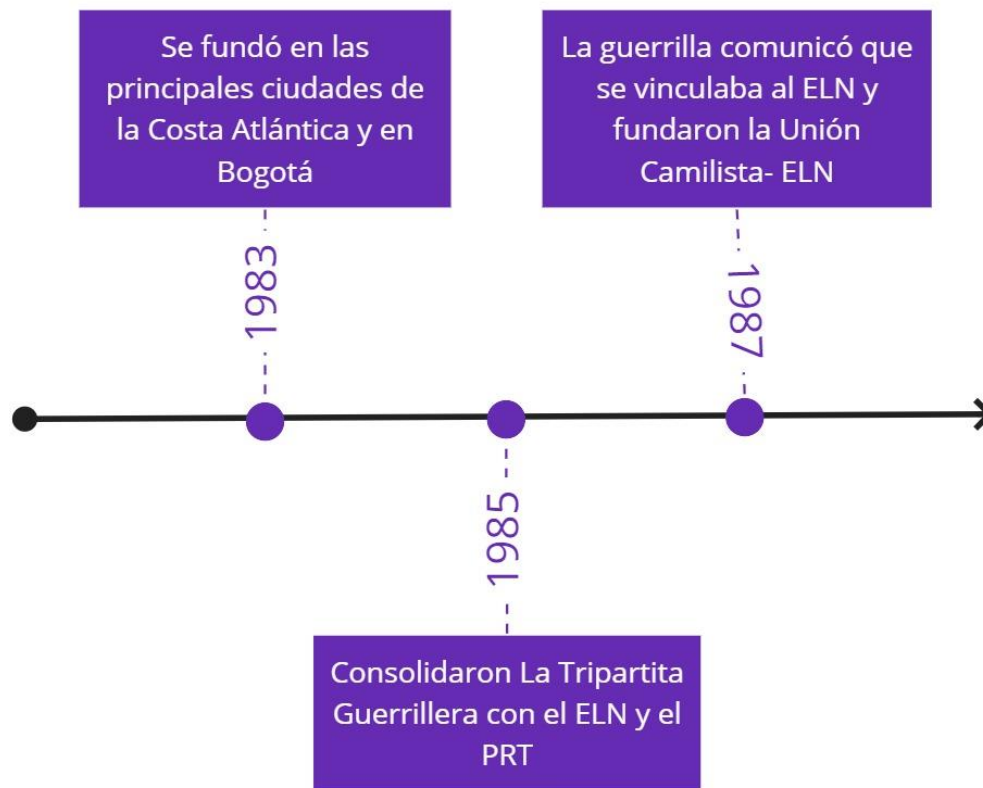 Se fundó en las
principales ciudades de
la Costa Atlántica y en
Bogotá
1983
Consolidaron La Tripartita
Guerrillera con el ELN y el
PRT
1985
La guerrilla comunicó que
se vinculaba al ELN y
fundaron la Unión
Camilista- ELN
1987